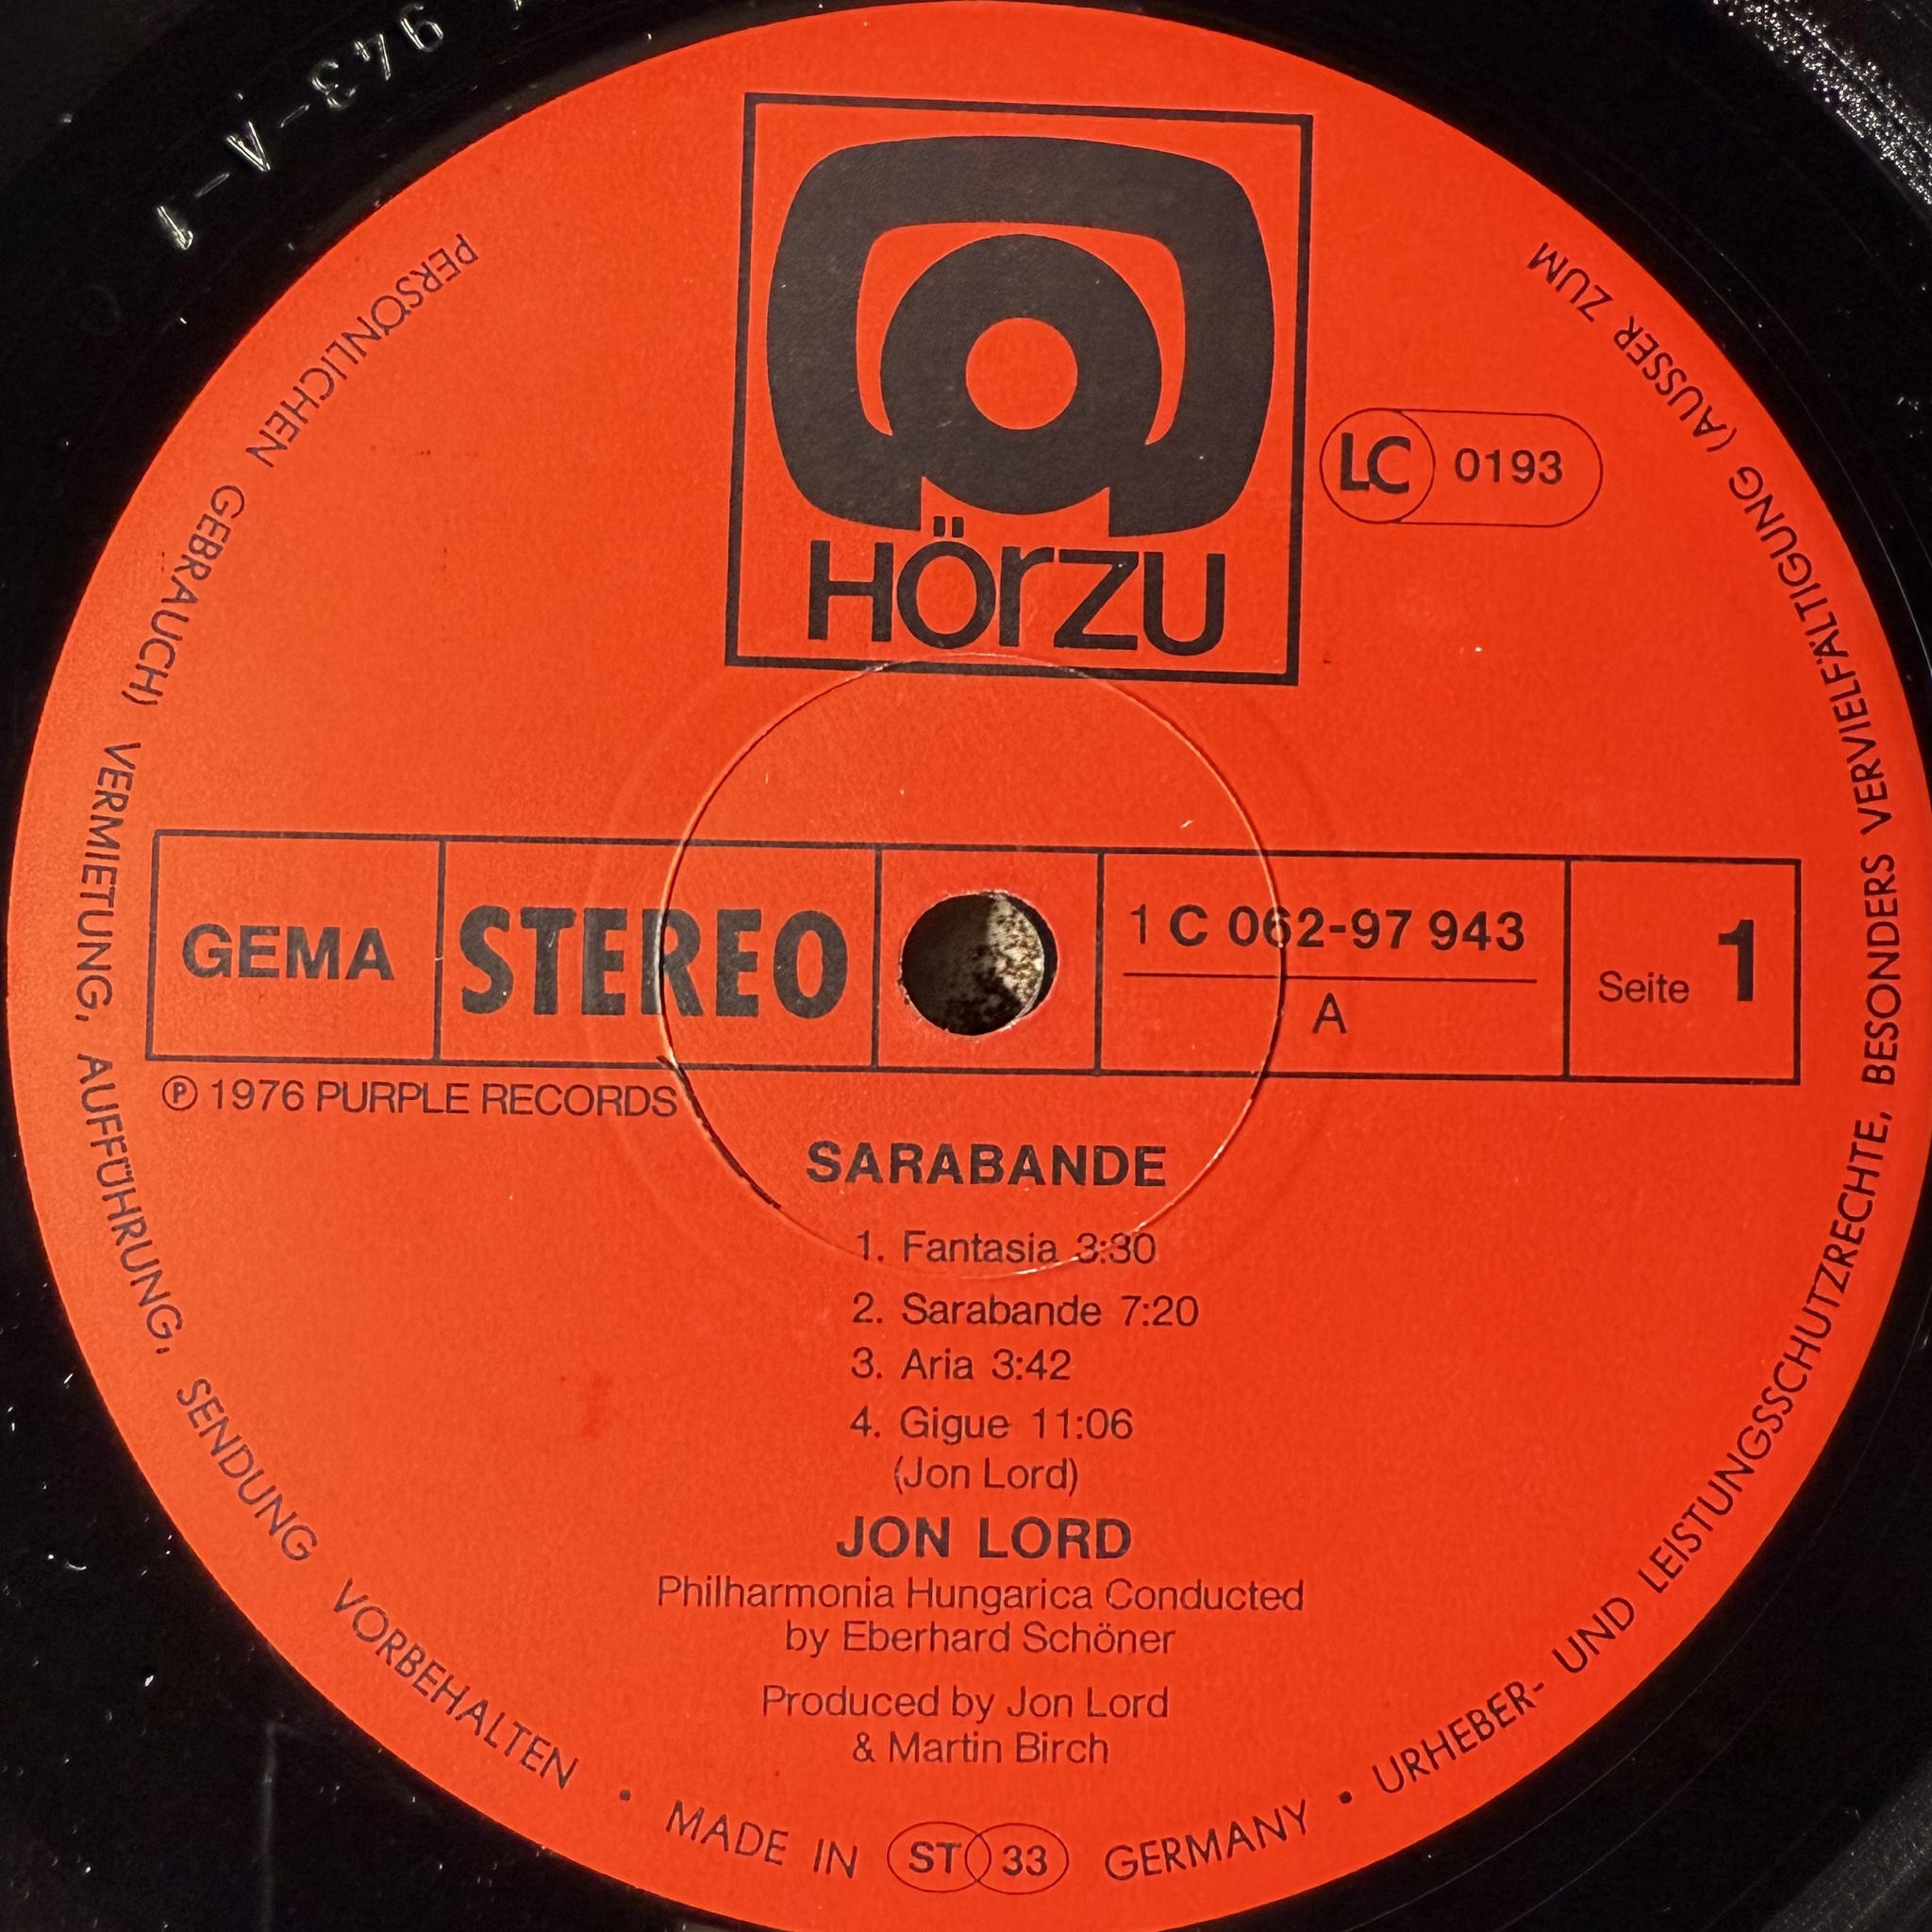 943-A-1
HÖRZU
LC 0193
GEMA
STEREO
1 C 062-97 943
A
Seite 1
Ⓟ 1976 PURPLE RECORDS
SARABANDE
1. Fantasia 3:30
2. Sarabande 7:20
3. Aria 3:42
4. Gigue 11:06
(Jon Lord)
JON LORD
Philharmonia Hungarica Conducted
by Eberhard Schöner
Produced by Jon Lord
& Martin Birch
MADE IN ST 33 GERMANY • URHEBER- UND LEISTUNGSSCHUTZRECHTE, BESONDERS VERVIELFÄLTIGUNG (AUSSER ZUM
PERSÖNLICHEN GEBRAUCH) VERMIETUNG, AUFFÜHRUNG, SENDUNG VORBEHALTEN •